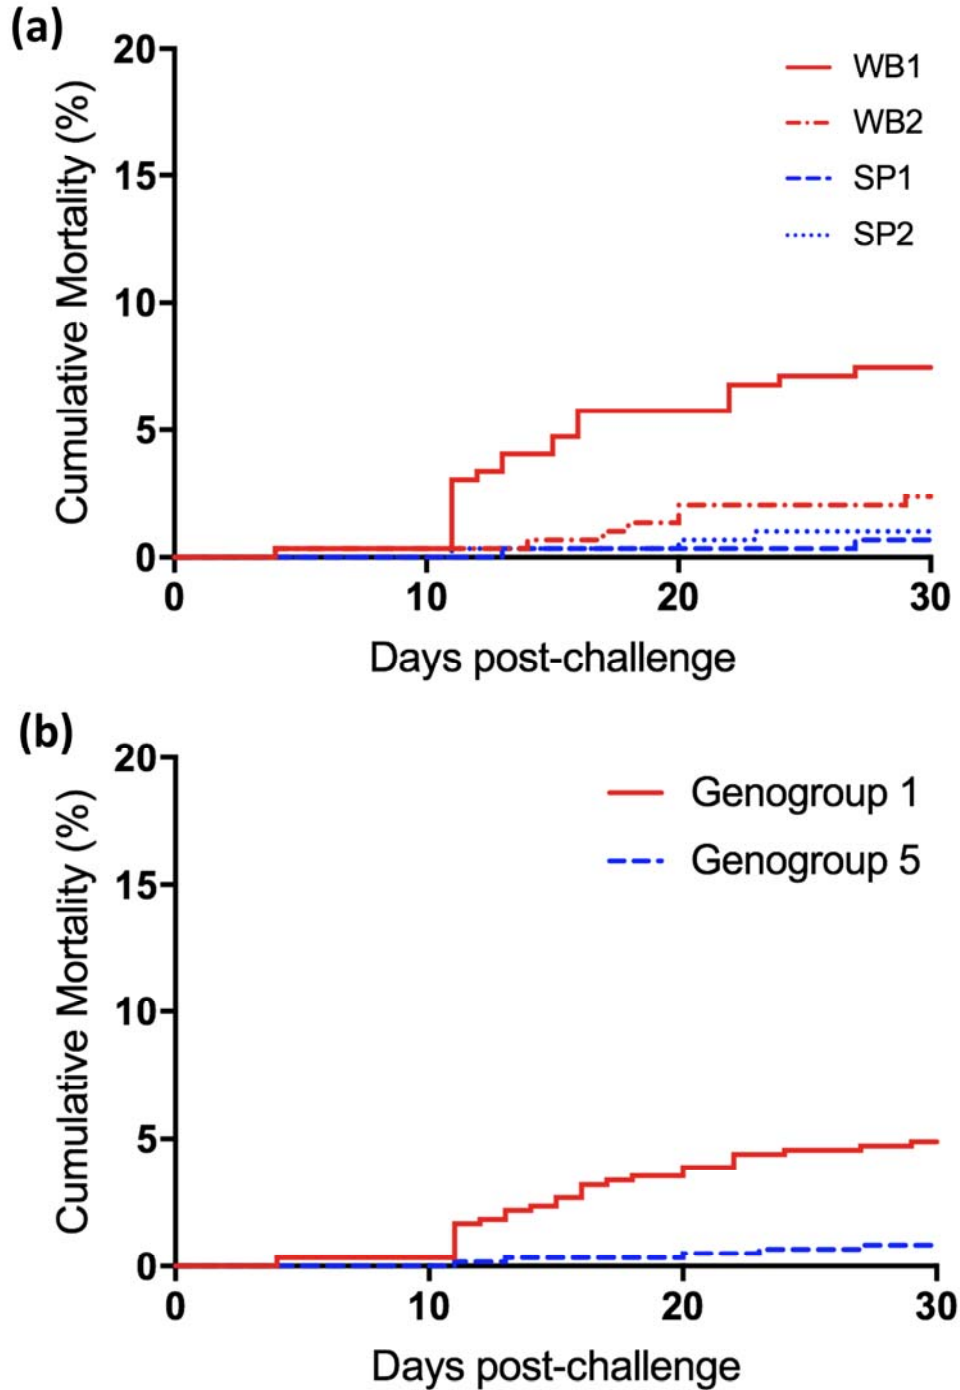 (a)
Cumulative Mortality (%)
20
15
10
5
0
WB1
WB2
SP1
SP2
0 10 20 30
Days post-challenge
(b)
Cumulative Mortality (%)
20
15
10
5
0
Genogroup 1
Genogroup 5
0 10 20 30
Days post-challenge